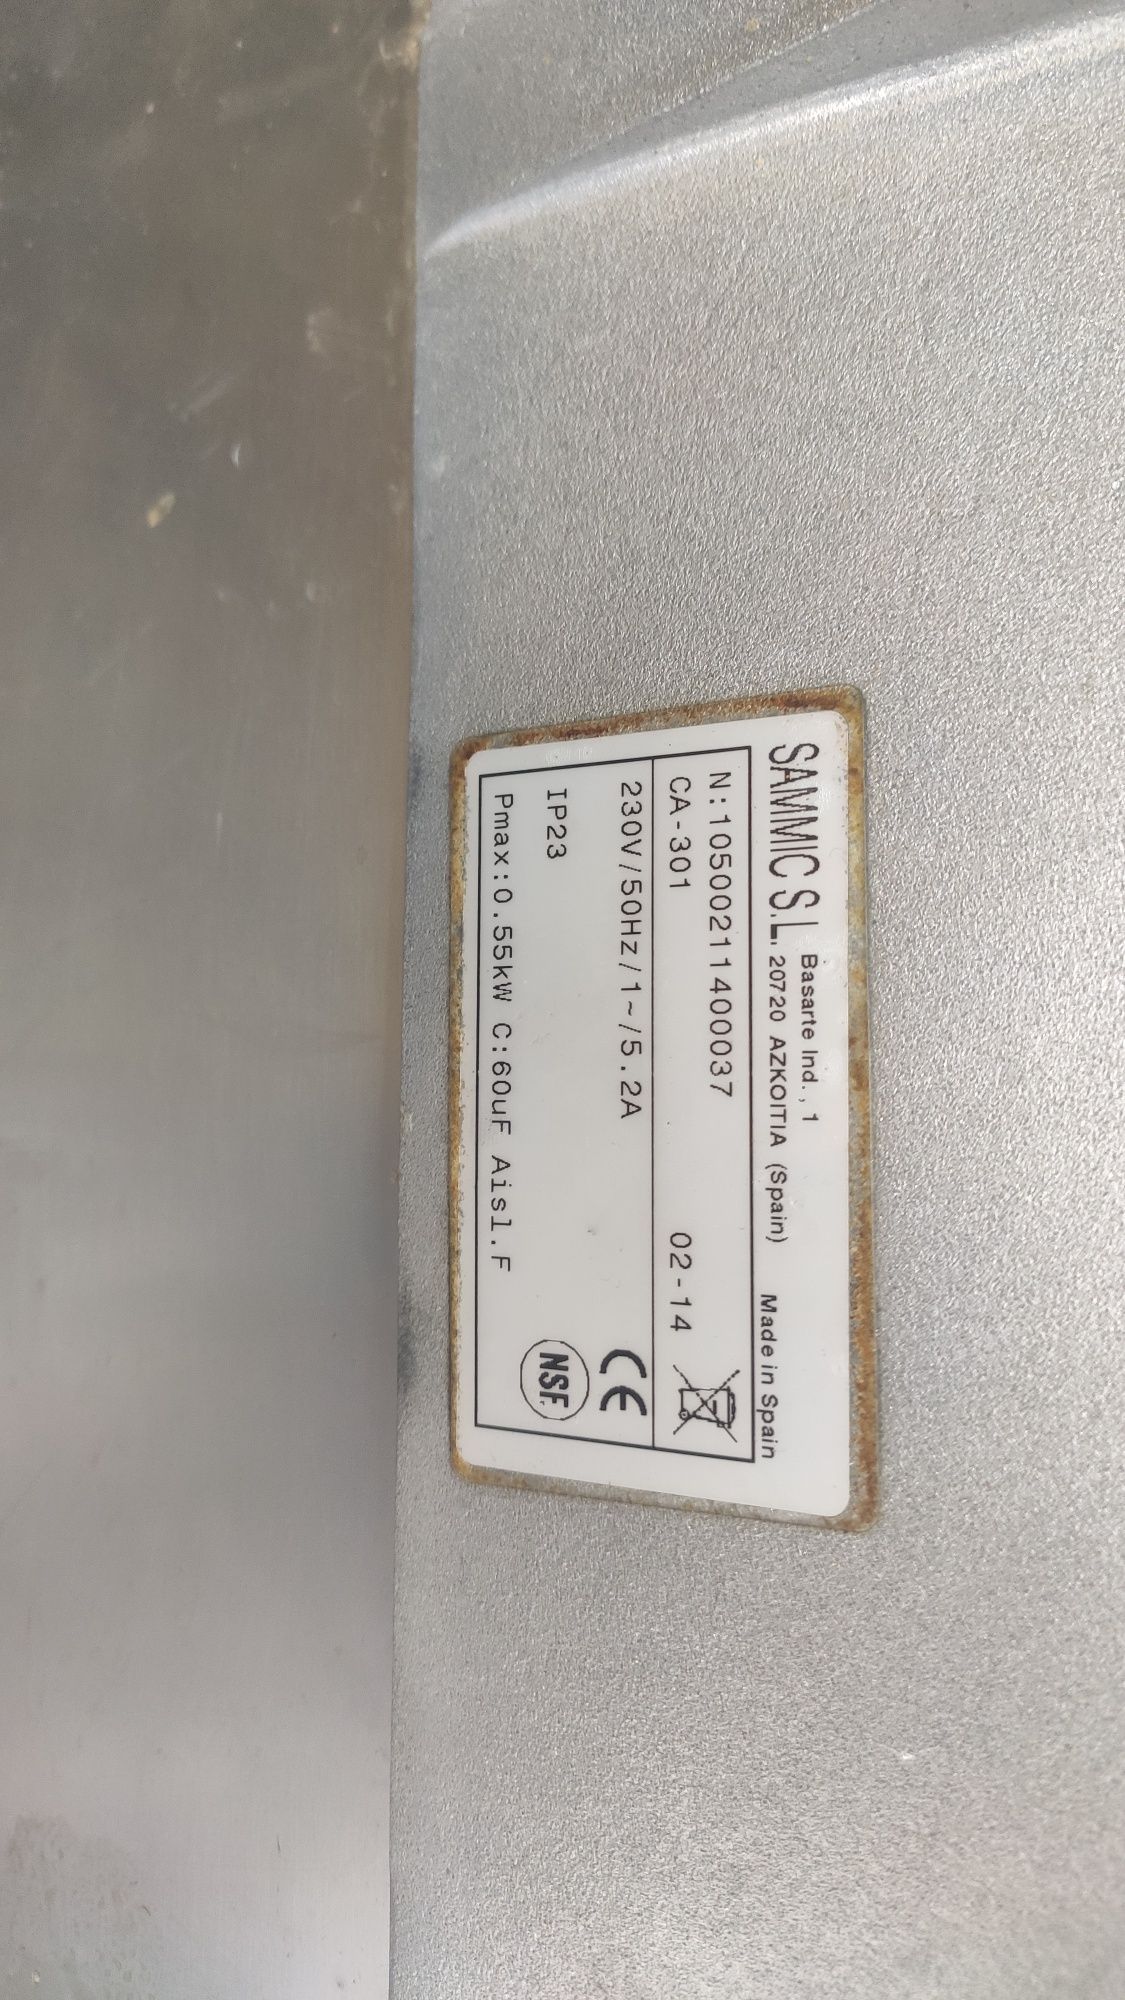 SAMMIC S.L. Basarte Ind., 1
20720 AZKOITIA (Spain) Made in Spain
N:1050021140037
CA-301 02-14
230V/50Hz/1~/5.2A
CE
IP23
NSF.
Pmax:0.55kW C:60uF Aisl.F